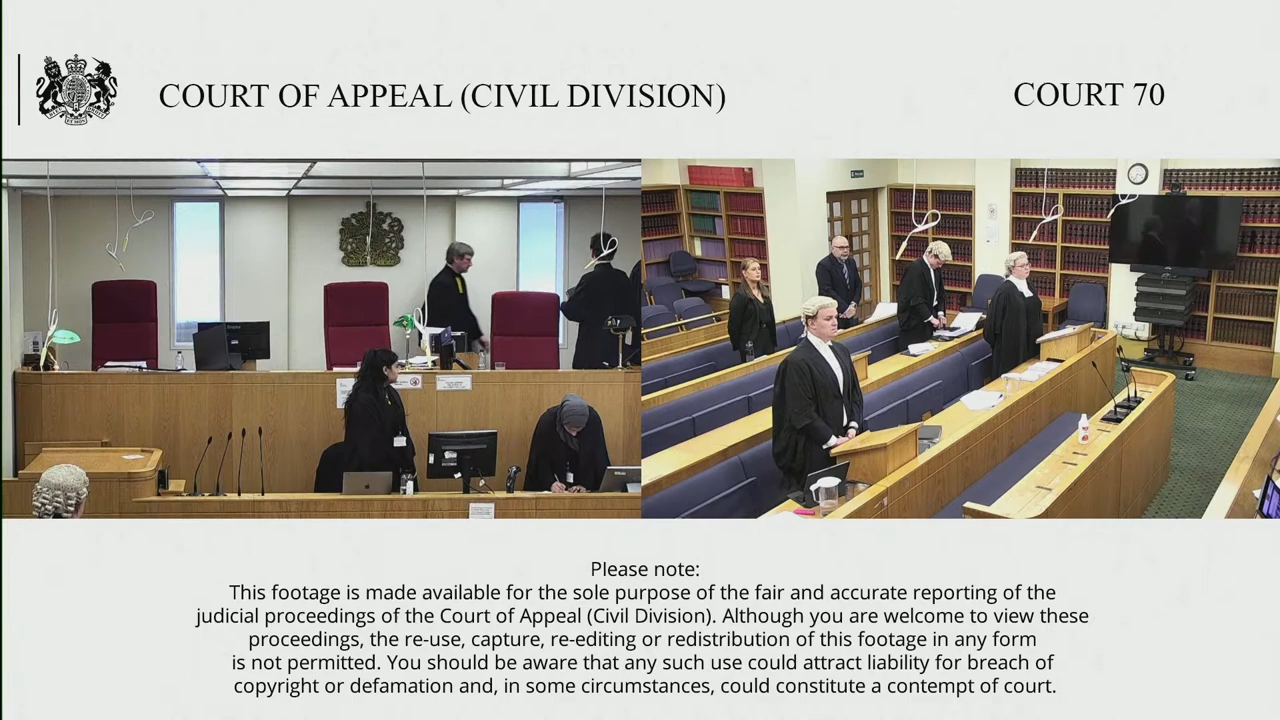 COURT OF APPEAL (CIVIL DIVISION)
COURT 70
Please note:
This footage is made available for the sole purpose of the fair and accurate reporting of the
judicial proceedings of the Court of Appeal (Civil Division). Although you are welcome to view these
proceedings, the re-use, capture, re-editing or redistribution of this footage in any form
is not permitted. You should be aware that any such use could attract liability for breach of
copyright or defamation and, in some circumstances, could constitute a contempt of court.